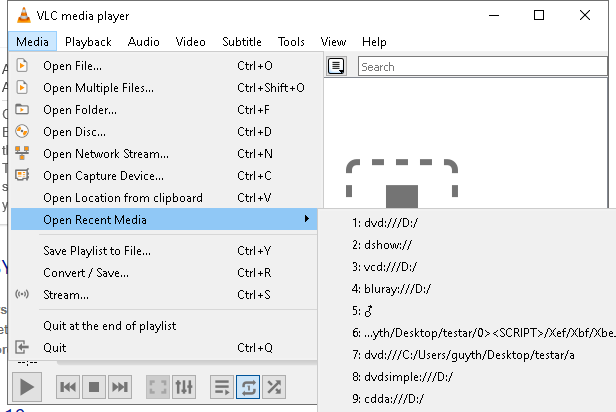 VLC media player
Media Playback Audio Video Subtitle Tools View Help
Open File... Ctrl+O
Open Multiple Files... Ctrl+Shift+O
Open Folder... Ctrl+F
Open Disc... Ctrl+D
Open Network Stream... Ctrl+N
Open Capture Device... Ctrl+C
Open Location from clipboard Ctrl+V
Open Recent Media
Save Playlist to File... Ctrl+Y
Convert / Save... Ctrl+R
Stream... Ctrl+S
Quit at the end of playlist
Quit Ctrl+Q
Search
1: dvd:///D:/
2: dshow://
3: vcd:///D:/
4: bluray:///D:/
5: ♂
6: ...yth/Desktop/testar/0><SCRIPT>/Xef/Xbf/Xbe...
7: dvd:///C:/Users/guyth/Desktop/testar/a
8: dvdsimple:///D:/
9: cdda:///D:/
--:--